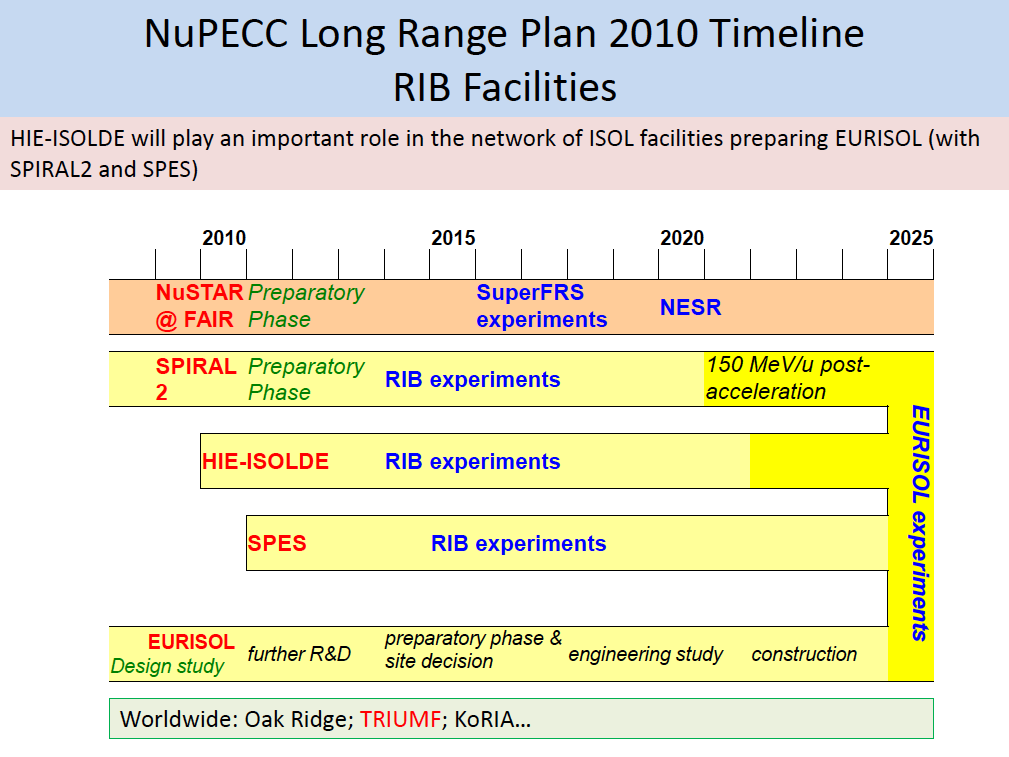 NuPECC Long Range Plan 2010 Timeline
RIB Facilities
HIE-ISOLDE will play an important role in the network of ISOL facilities preparing EURISOL (with
SPIRAL2 and SPES)
2010 2015 2020 2025
NuSTAR
@ FAIR
Preparatory
Phase
SuperFRS
experiments
NESR
SPIRAL
2
Preparatory
Phase
RIB experiments
150 MeV/u post-
acceleration
HIE-ISOLDE
RIB experiments
SPES
RIB experiments
EURISOL experiments
EURISOL
Design study
further R&D
preparatory phase &
site decision
engineering study
construction
Worldwide: Oak Ridge; TRIUMF; KoRIA...